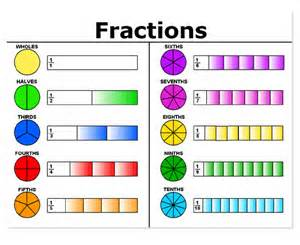 Fractions
WHOLES
1/1
HALVES
1/2
THIRDS
1/3
FOURTHS
1/4
FIFTHS
1/5
SIXTHS
1/6
SEVENTHS
1/7
EIGHTHS
1/8
NINTHS
1/9
TENTHS
1/10